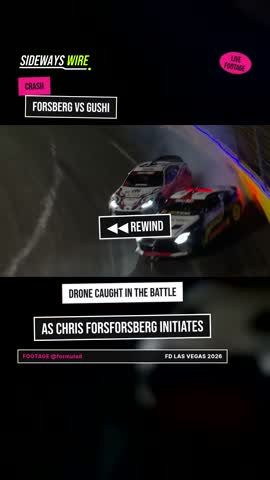 SIDEWAYS WIRE.
LIVE
FOOTAGE
CRASH
FORSBERG VS GUSHI
REWIND
DRONE CAUGHT IN THE BATTLE
AS CHRIS FORSFORSBERG INITIATES
FOOTAGE @formulad
FD LAS VEGAS 2026